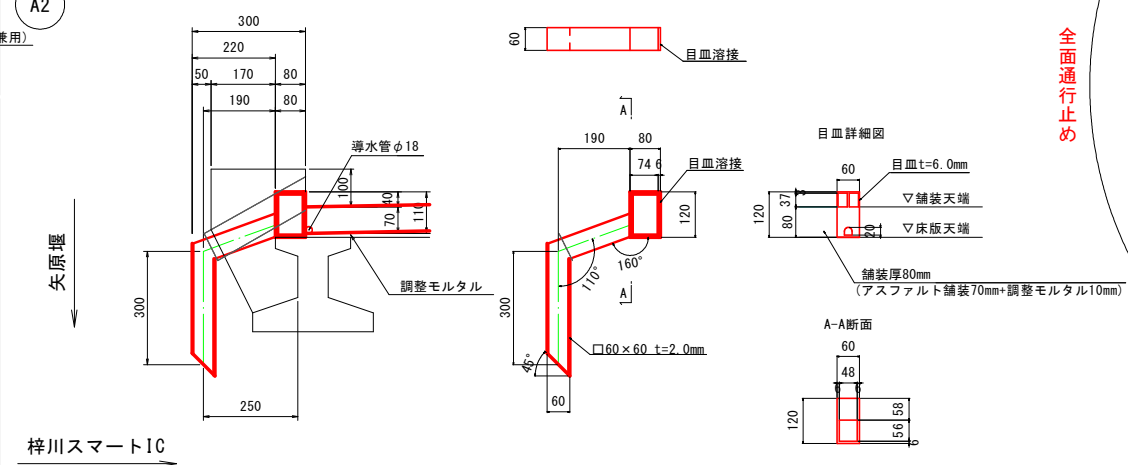 A2
兼用)
300
220
50 170 80
190 80
導水管φ18
100
40
110
70
矢原堰
300
調整モルタル
250
梓川スマートIC
60
目皿溶接
A
190 80
74 6
目皿溶接
120
160°
110°
A
300
□60×60 t=2.0mm
45°
60
全面通行止め
目皿詳細図
60
目皿t=6.0mm
3
37
120
80
▽舗装天端
20
▽床版天端
舗装厚80mm
(アスファルト舗装70mm+調整モルタル10mm)
A-A断面
60
48
6 6
120
58
56
6